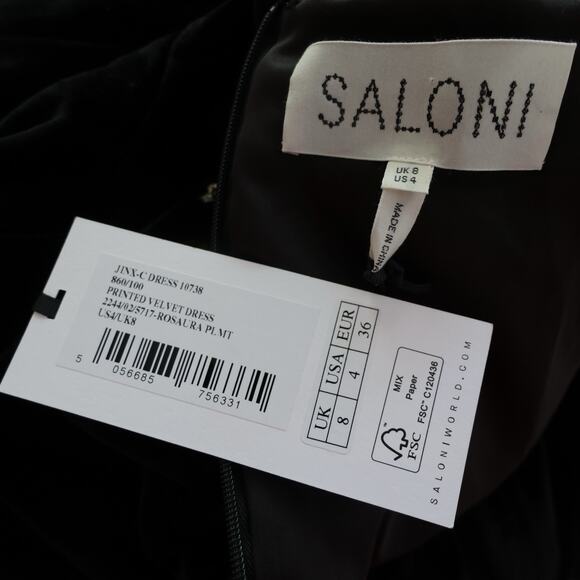 SALONI
UK 8
US 4
MADE IN CHINA
JINX-C DRESS 10738
860/100
PRINTED VELVET DRESS
2244/02/5717-ROSAURA PLMT
US4/UK8
5 056685 756331
UK USA EUR
8 4 36
MIX
Paper
FSC™ C120436
FSC
SALONIWORLD.COM